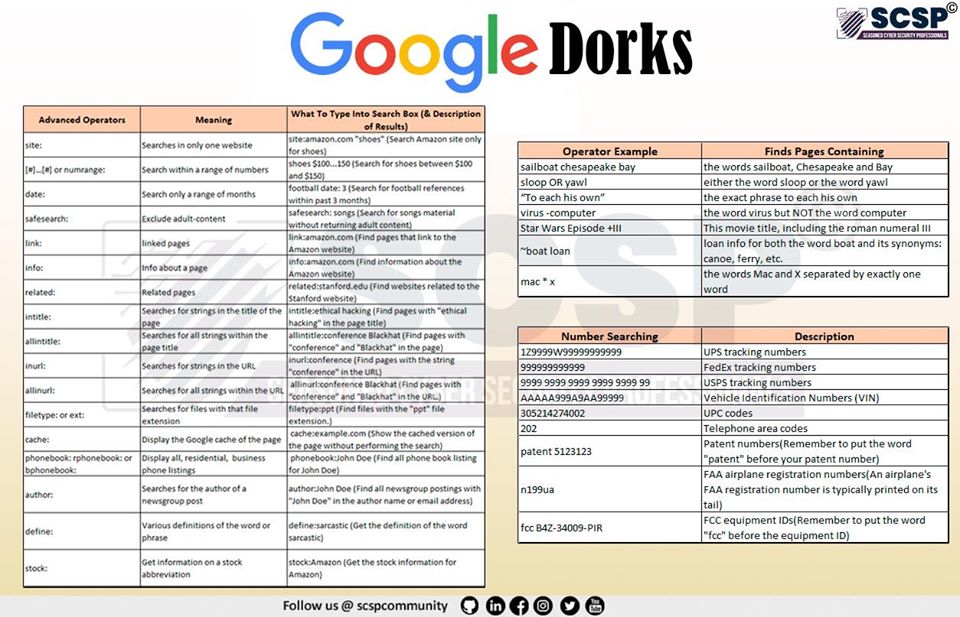 SCSP©
SEASONED CYBER SECURITY PROFESSIONALS
Google Dorks
Advanced Operators
Meaning
What To Type Into Search Box (& Description
of Results)
site:
Searches in only one website
site:amazon.com "shoes" (Search Amazon site only
for shoes)
[#]...[#] or numrange:
Search within a range of numbers
shoes $100...150 (Search for shoes between $100
and $150)
date:
Search only a range of months
football date: 3 (Search for football references
within past 3 months)
safesearch:
Exclude adult-content
safesearch: songs (Search for songs material
without returning adult content)
link:
linked pages
link:amazon.com (Find pages that link to the
Amazon website)
info:
Info about a page
info:amazon.com (Find information about the
Amazon website)
related:
Related pages
related:stanford.edu (Find websites related to the
Stanford website)
intitle:
Searches for strings in the title of the
page
intitle:ethical hacking (Find pages with "ethical
hacking" in the page title)
allintitle:
Searches for all strings within the
page title
allintitle:conference Blackhat (Find pages with
"conference" and "Blackhat" in the page)
inurl:
Searches for strings in the URL
inurl:conference (Find pages with the string
"conference" in the URL)
allinurl:
Searches for all strings within the URL
allinurl:conference Blackhat (Find pages with
"conference" and "Blackhat" in the URL.)
filetype: or ext:
Searches for files with that file
extension
filetype:ppt (Find files with the "ppt" file
extension.)
cache:
Display the Google cache of the page
cache:example.com (Show the cached version of
the page without performing the search)
phonebook: rphonebook: or
bphonebook:
Display all, residential, business
phone listings
phonebook:John Doe (Find all phone book listing
for John Doe)
author:
Searches for the author of a
newsgroup post
author:John Doe (Find all newsgroup postings with
"John Doe" in the author name or email address)
define:
Various definitions of the word or
phrase
define:sarcastic (Get the definition of the word
sarcastic)
stock:
Get information on a stock
abbreviation
stock:Amazon (Get the stock information for
Amazon)
Operator Example
Finds Pages Containing
sailboat chesapeake bay
the words sailboat, Chesapeake and Bay
sloop OR yawl
either the word sloop or the word yawl
“To each his own”
the exact phrase to each his own
virus -computer
the word virus but NOT the word computer
Star Wars Episode +III
This movie title, including the roman numeral III
~boat loan
loan info for both the word boat and its synonyms:
canoe, ferry, etc.
mac * x
the words Mac and X separated by exactly one
word
Number Searching
Description
1Z9999W99999999999
UPS tracking numbers
999999999999
FedEx tracking numbers
9999 9999 9999 9999 9999 99
USPS tracking numbers
AAAAA999A9AA99999
Vehicle Identification Numbers (VIN)
305214274002
UPC codes
202
Telephone area codes
patent 5123123
Patent numbers(Remember to put the word
"patent" before your patent number)
n199ua
FAA airplane registration numbers(An airplane's
FAA registration number is typically printed on its
tail)
fcc B4Z-34009-PIR
FCC equipment IDs(Remember to put the word
"fcc" before the equipment ID)
SCSP
Follow us @ scspcommunity
in
You
Tube